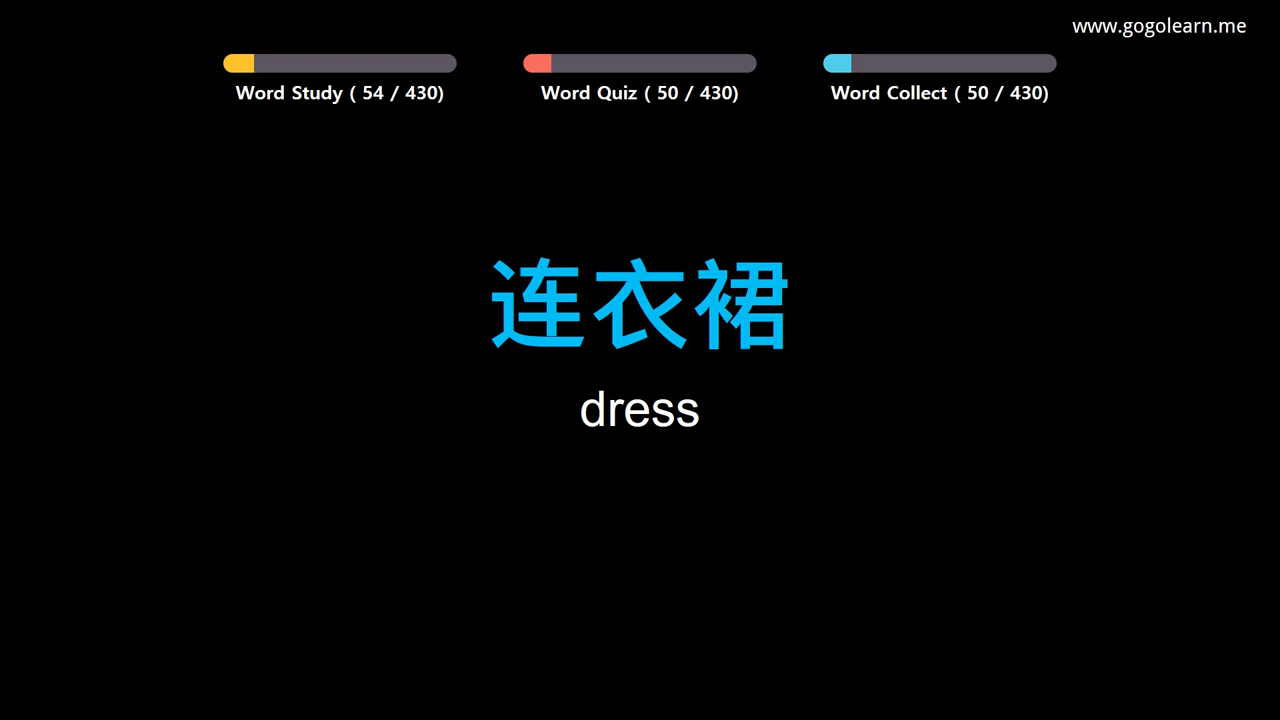 www.gogolearn.me
Word Study ( 54 / 430)
Word Quiz ( 50 / 430)
Word Collect ( 50 / 430)
连衣裙
dress